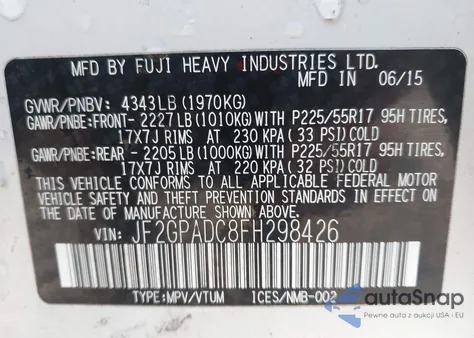 MFD BY FUJI HEAVY INDUSTRIES LTD.
MFD IN 06/15
GVWR/PNBV: 4343LB(1970KG)
GAWR/PNBE:FRONT- 2227LB(1010KG)WITH P225/55R17 95H TIRES,
17X7J RIMS AT 230 KPA(33 PSI)COLD
GAWR/PNBE:REAR - 2205LB(1000KG)WITH P225/55R17 95H TIRES,
17X7J RIMS AT 220 KPA(32 PSI)COLD
THIS VEHICLE CONFORMS TO ALL APPLICABLE FEDERAL MOTOR
VEHICLE SAFETY AND THEFT PREVENTION STANDARDS IN EFFECT
ON THE DATE OF MANUFACTURE SHOWN ABOVE.
VIN: JF2GPADC8FH298426
TYPE:MPV/VTUM ICES/NMB-002
autoSnap
Pewne auta z USA i EU